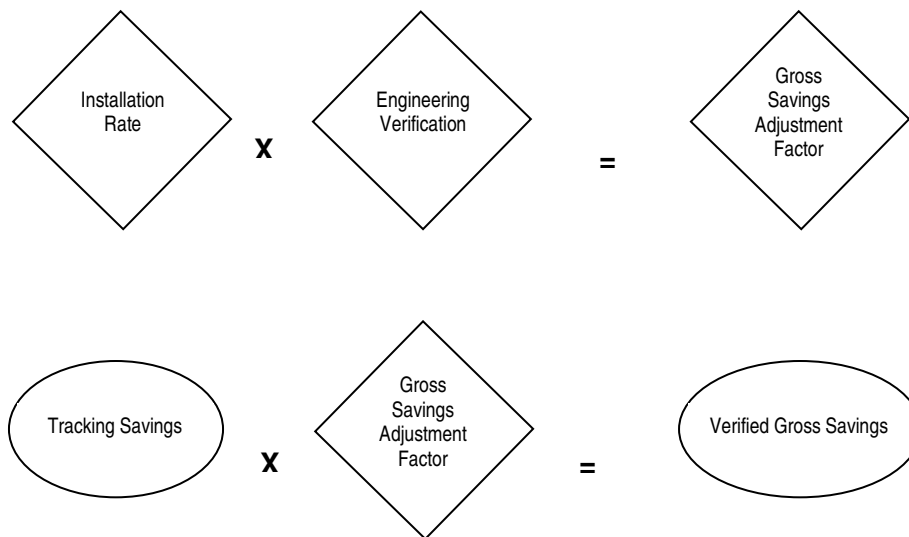 Installation
Rate
X
Engineering
Verification
=
Gross
Savings
Adjustment
Factor
Tracking Savings
X
Gross
Savings
Adjustment
Factor
=
Verified Gross Savings